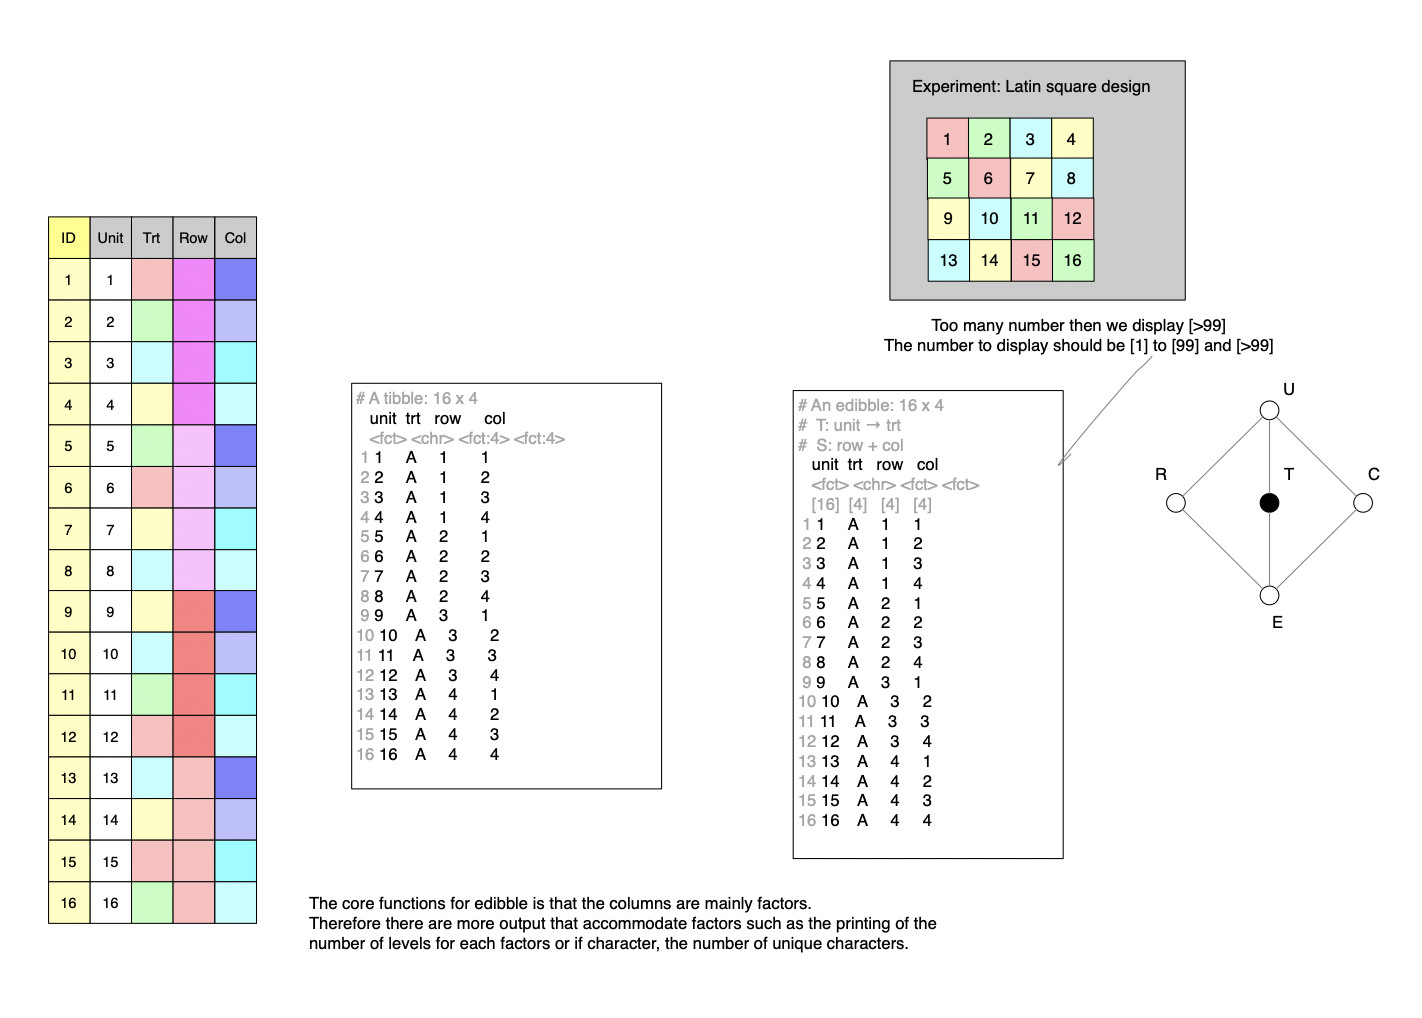 Experiment: Latin square design
1 2 3 4
5 6 7 8
9 10 11 12
13 14 15 16
Too many number then we display [>99]
The number to display should be [1] to [99] and [>99]
ID Unit Trt Row Col
1 1
2 2
3 3
4 4
5 5
6 6
7 7
8 8
9 9
10 10
11 11
12 12
13 13
14 14
15 15
16 16
# A tibble: 16 x 4
unit trt row col
<fct> <chr> <fct:4> <fct:4>
1 1 A 1 1
2 2 A 1 2
3 3 A 1 3
4 4 A 1 4
5 5 A 2 1
6 6 A 2 2
7 7 A 2 3
8 8 A 2 4
9 9 A 3 1
10 10 A 3 2
11 11 A 3 3
12 12 A 3 4
13 13 A 4 1
14 14 A 4 2
15 15 A 4 3
16 16 A 4 4
# An edibble: 16 x 4
# T: unit → trt
# S: row + col
unit trt row col
<fct> <chr> <fct> <fct>
[16] [4] [4] [4]
1 1 A 1 1
2 2 A 1 2
3 3 A 1 3
4 4 A 1 4
5 5 A 2 1
6 6 A 2 2
7 7 A 2 3
8 8 A 2 4
9 9 A 3 1
10 10 A 3 2
11 11 A 3 3
12 12 A 3 4
13 13 A 4 1
14 14 A 4 2
15 15 A 4 3
16 16 A 4 4
U
R T C
E
The core functions for edibble is that the columns are mainly factors.
Therefore there are more output that accommodate factors such as the printing of the
number of levels for each factors or if character, the number of unique characters.